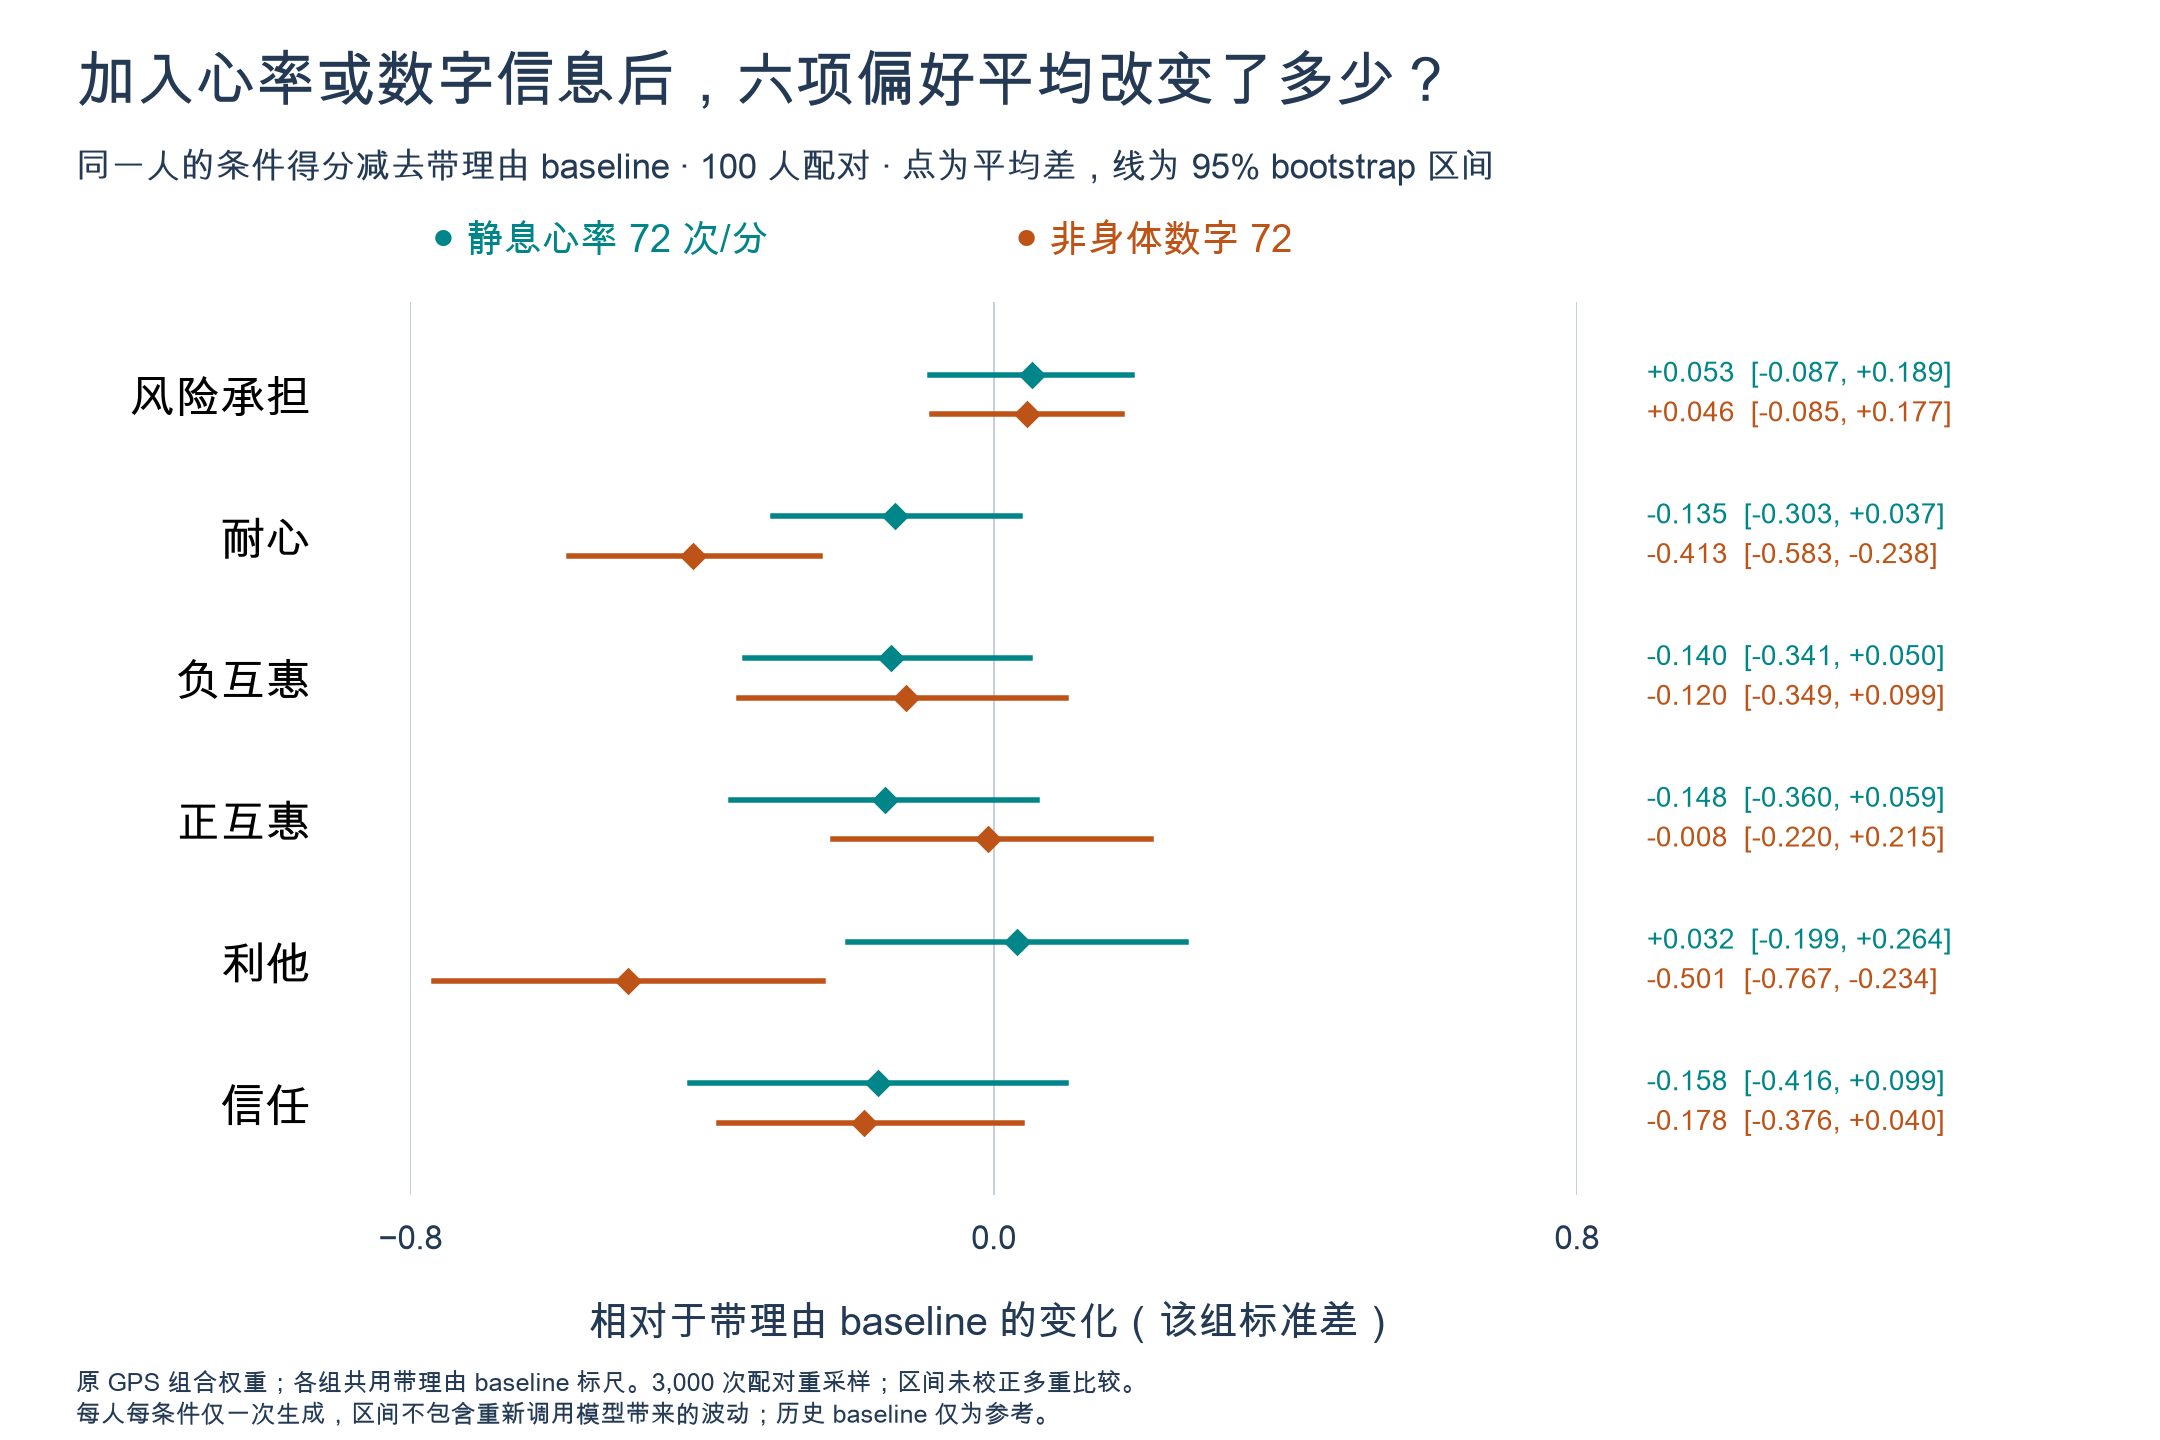 加入心率或数字信息后，六项偏好平均改变了多少？
同一人的条件得分减去带理由 baseline · 100 人配对 · 点为平均差，线为 95% bootstrap 区间
静息心率 72 次/分
非身体数字 72
风险承担
+0.053 [-0.087, +0.189]
+0.046 [-0.085, +0.177]
耐心
-0.135 [-0.303, +0.037]
-0.413 [-0.583, -0.238]
负互惠
-0.140 [-0.341, +0.050]
-0.120 [-0.349, +0.099]
正互惠
-0.148 [-0.360, +0.059]
-0.008 [-0.220, +0.215]
利他
+0.032 [-0.199, +0.264]
-0.501 [-0.767, -0.234]
信任
-0.158 [-0.416, +0.099]
-0.178 [-0.376, +0.040]
−0.8
0.0
0.8
相对于带理由 baseline 的变化（该组标准差）
原 GPS 组合权重；各组共用带理由 baseline 标尺。3,000 次配对重采样；区间未校正多重比较。
每人每条件仅一次生成，区间不包含重新调用模型带来的波动；历史 baseline 仅为参考。